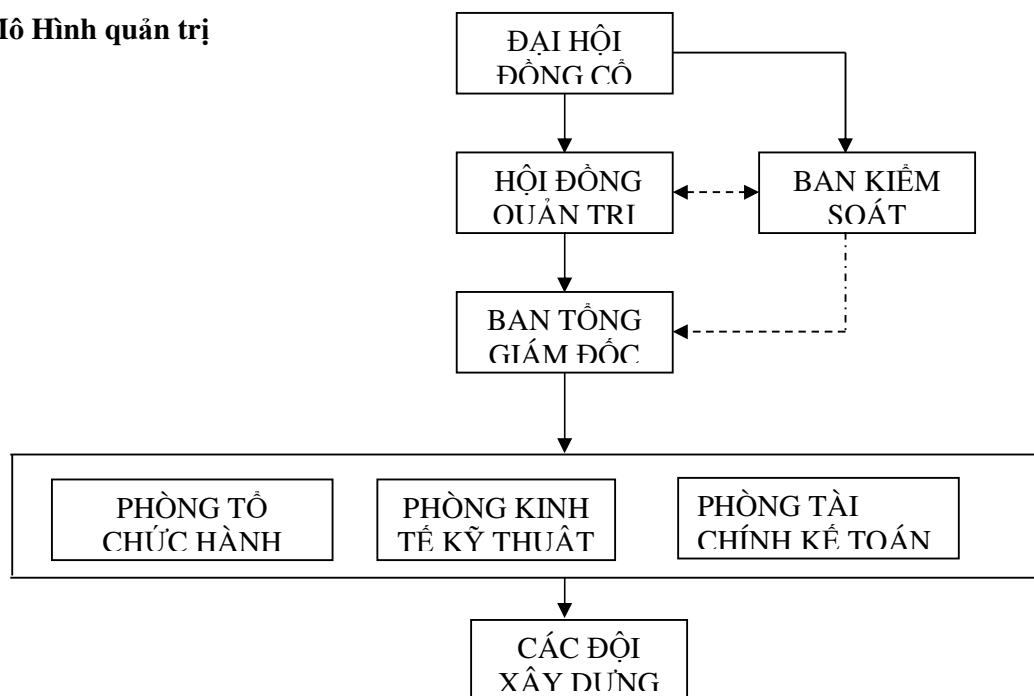 Mô Hình quản trị
ĐẠI HỘI
ĐỒNG CỔ
HỘI ĐỒNG
QUẢN TRỊ
BAN KIỂM
SOÁT
BAN TỔNG
GIÁM ĐỐC
PHÒNG TỔ
CHỨC HÀNH
PHÒNG KINH
TẾ KỸ THUẬT
PHÒNG TÀI
CHÍNH KẾ TOÁN
CÁC ĐỘI
XÂY DỰNG